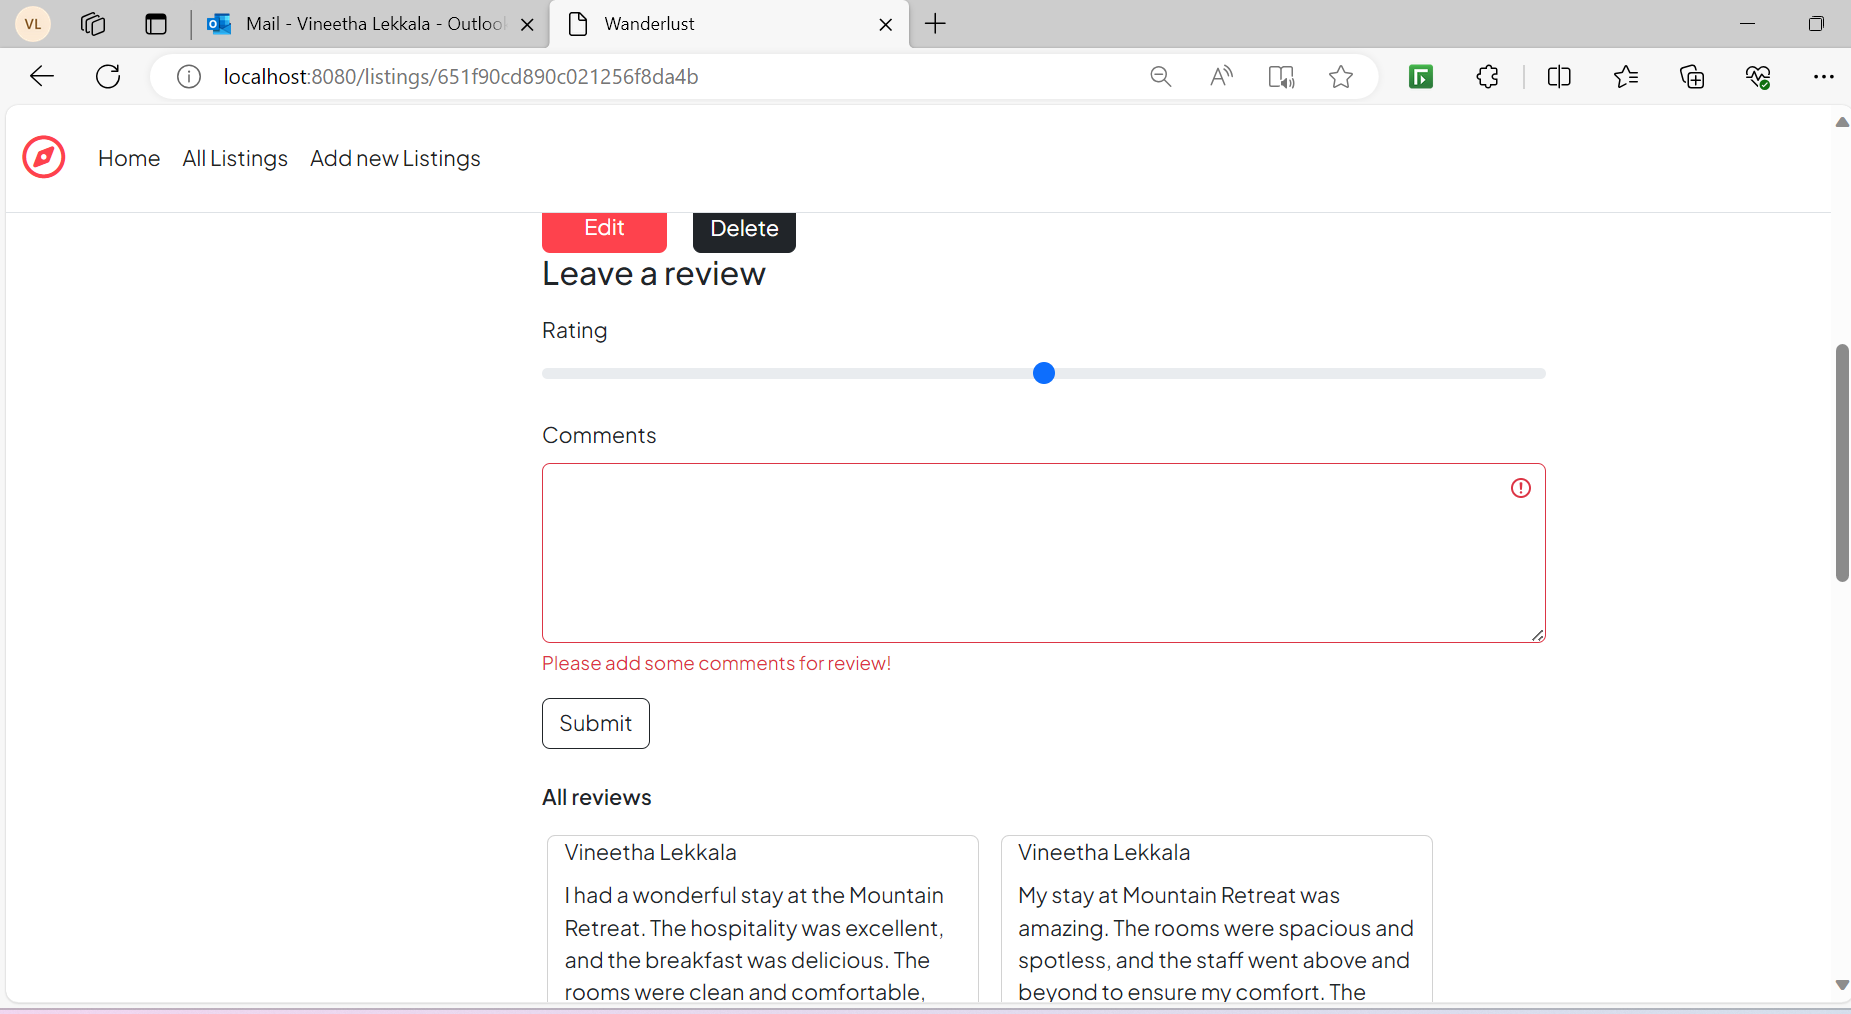 VL
Mail - Vineetha Lekkala - Outloo
Wanderlust
localhost:8080/listings/651f90cd890c021256f8da4b
Home All Listings Add new Listings
Edit Delete
Leave a review
Rating
Comments
Please add some comments for review!
Submit
All reviews
Vineetha Lekkala
I had a wonderful stay at the Mountain
Retreat. The hospitality was excellent,
and the breakfast was delicious. The
rooms were clean and comfortable,
Vineetha Lekkala
My stay at Mountain Retreat was
amazing. The rooms were spacious and
spotless, and the staff went above and
beyond to ensure my comfort. The